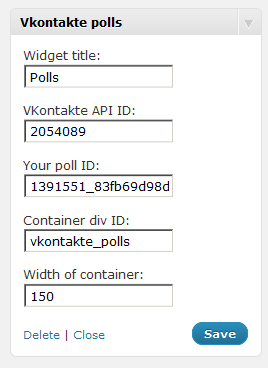 Vkontakte polls
Widget title:
Polls
VKontakte API ID:
2054089
Your poll ID:
1391551_83fb69d98d
Container div ID:
vkontakte_polls
Width of container:
150
Delete | Close
Save